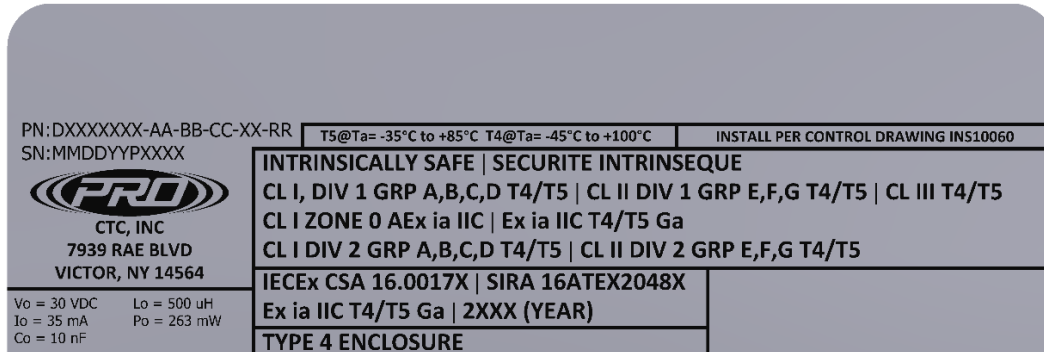 PN:DXXXXXXX-AA-BB-CC-XX-RR
SN:MMDDYYPXXXX
PRO
CTC, INC
7939 RAE BLVD
VICTOR, NY 14564
Vo = 30 VDC Lo = 500 uH
Io = 35 mA Po = 263 mW
Co = 10 nF
T5@Ta= -35°C to +85°C T4@Ta= -45°C to +100°C
INSTALL PER CONTROL DRAWING INS10060
INTRINSICALLY SAFE | SECURITE INTRINSEQUE
CL I, DIV 1 GRP A,B,C,D T4/T5 | CL II DIV 1 GRP E,F,G T4/T5 | CL III T4/T5
CL I ZONE 0 AEx ia IIC | Ex ia IIC T4/T5 Ga
CL I DIV 2 GRP A,B,C,D T4/T5 | CL II DIV 2 GRP E,F,G T4/T5
IECEx CSA 16.0017X | SIRA 16ATEX2048X
Ex ia IIC T4/T5 Ga | 2XXX (YEAR)
TYPE 4 ENCLOSURE